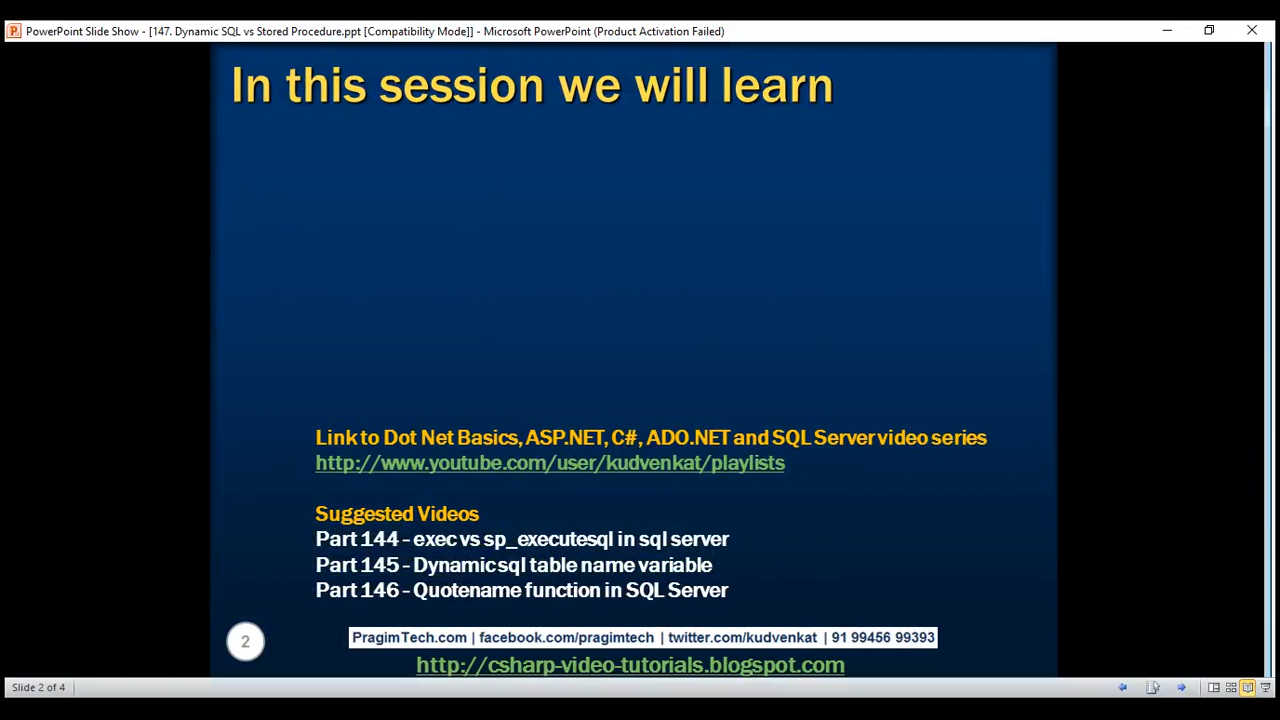 PowerPoint Slide Show - [147. Dynamic SQL vs Stored Procedure.ppt [Compatibility Mode]] - Microsoft PowerPoint (Product Activation Failed)
In this session we will learn
Link to Dot Net Basics, ASP.NET, C#, ADO.NET and SQL Server video series
http://www.youtube.com/user/kudvenkat/playlists
Suggested Videos
Part 144 - exec vs sp_executesql in sql server
Part 145 - Dynamic sql table name variable
Part 146 - Quotename function in SQL Server
2
PragimTech.com | facebook.com/pragimtech | twitter.com/kudvenkat | 91 99456 99393
http://csharp-video-tutorials.blogspot.com
Slide 2 of 4